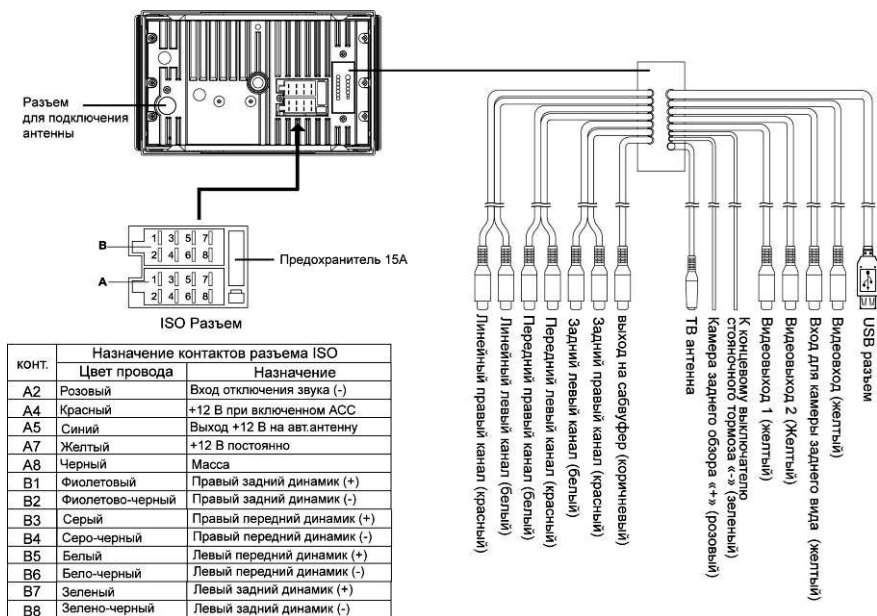 Разъем
для подключения
антенны
B
1 3 5 7
2 4 6 8
A
1 3 5 7
2 4 6 8
Предохранитель 15А
ISO Разъем
конт.
Назначение контактов разъема ISO
Цвет провода Назначение
A2 Розовый Вход отключения звука (-)
A4 Красный +12 В при включенном АСС
A5 Синий Выход +12 В на авт.антенну
A7 Желтый +12 В постоянно
A8 Черный Масса
B1 Фиолетовый Правый задний динамик (+)
B2 Фиолетово-черный Правый задний динамик (-)
B3 Серый Правый передний динамик (+)
B4 Серо-черный Правый передний динамик (-)
B5 Белый Левый передний динамик (+)
B6 Бело-черный Левый передний динамик (-)
B7 Зеленый Левый задний динамик (+)
B8 Зелено-черный Левый задний динамик (-)
Линейный правый канал (красный)
Линейный левый канал (белый)
Передний правый канал (белый)
Передний левый канал (красный)
Задний левый канал (белый)
Задний правый канал (красный)
выход на сабвуфер (коричневый)
ТВ антенна
Камера заднего обзора «+» (розовый)
К концевому выключателю
стояночного тормоза «-» (зеленый)
Видеовыход 1 (желтый)
Видеовыход 2 (Желтый)
Вход для камеры заднего вида (желтый)
Видеовход (желтый)
USB разъем